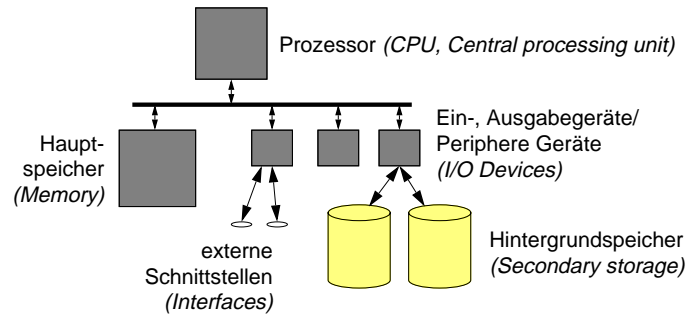 Prozessor (CPU, Central processing unit)
Haupt-
speicher
(Memory)
Ein-, Ausgabegeräte/
Periphere Geräte
(I/O Devices)
externe
Schnittstellen
(Interfaces)
Hintergrundspeicher
(Secondary storage)